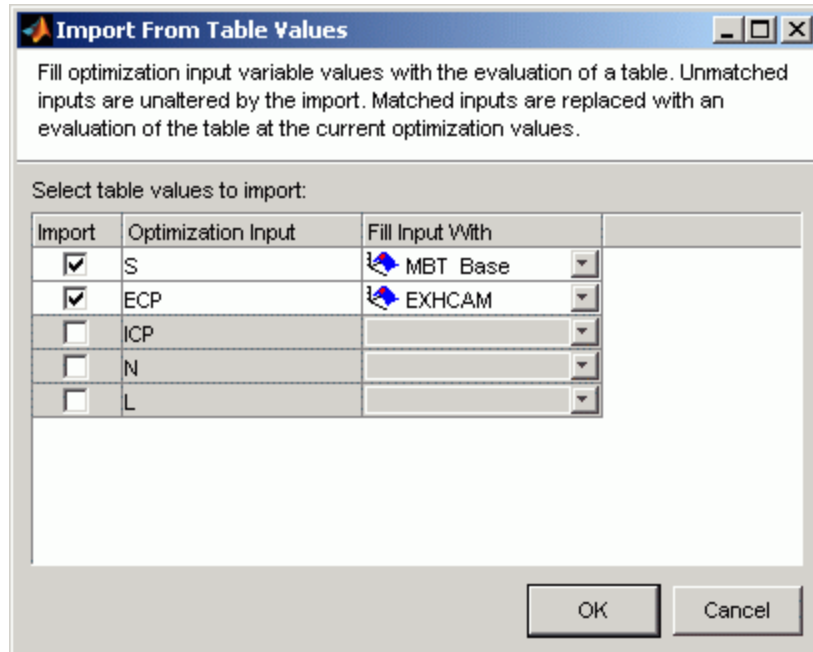 Import From Table Values
Fill optimization input variable values with the evaluation of a table. Unmatched
inputs are unaltered by the import. Matched inputs are replaced with an
evaluation of the table at the current optimization values.
Select table values to import:
Import Optimization Input Fill Input With
S MBT_Base
ECP EXHCAM
ICP
N
L
OK Cancel